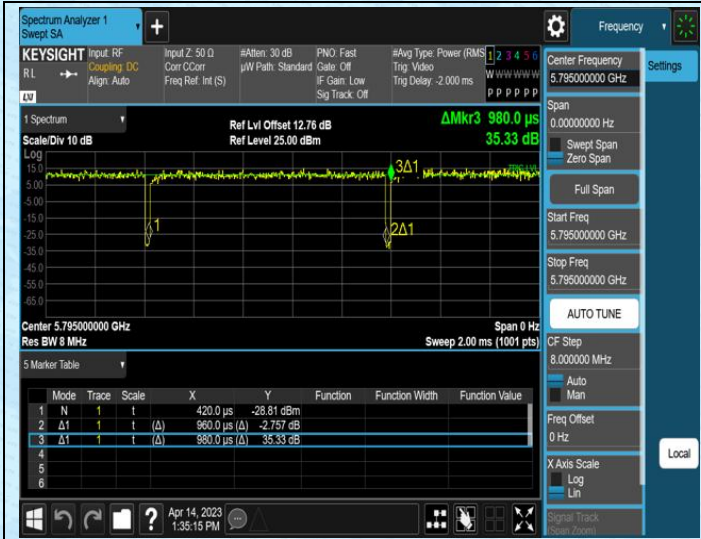 Spectrum Analyzer 1
Swept SA
Frequency
KEYSIGHT
RL
LXI
Input: RF
Coupling: DC
Align: Auto
Input Z: 50 Ω
Corr CCorr
Freq Ref: Int (S)
#Atten: 30 dB
µW Path: Standard
PNO: Fast
Gate: Off
IF Gain: Low
Sig Track: Off
#Avg Type: Power (RMS
Trig: Video
Trig Delay: -2.000 ms
1 2 3 4 5 6
W W W W W W
P P P P P P
1 Spectrum
Scale/Div 10 dB
Ref Lvl Offset 12.76 dB
Ref Level 25.00 dBm
ΔMkr3 980.0 µs
35.33 dB
Log
15.0
5.00
-5.00
-15.0
-25.0
-35.0
-45.0
-55.0
-65.0
3Δ1
TRIG LVL
1
2Δ1
Center 5.795000000 GHz
Res BW 8 MHz
Span 0 Hz
Sweep 2.00 ms (1001 pts)
5 Marker Table
Mode Trace Scale X Y Function Function Width Function Value
1 N 1 t 420.0 µs -28.81 dBm
2 Δ1 1 t (Δ) 960.0 µs (Δ) -2.757 dB
3 Δ1 1 t (Δ) 980.0 µs (Δ) 35.33 dB
4
5
6
?
Apr 14, 2023
1:35:15 PM
Center Frequency
5.795000000 GHz
Span
0.00000000 Hz
Swept Span
Zero Span
Full Span
Start Freq
5.795000000 GHz
Stop Freq
5.795000000 GHz
AUTO TUNE
CF Step
8.000000 MHz
Auto
Man
Freq Offset
0 Hz
X Axis Scale
Log
Lin
Signal Track
(Span Zoom)
Settings
Local